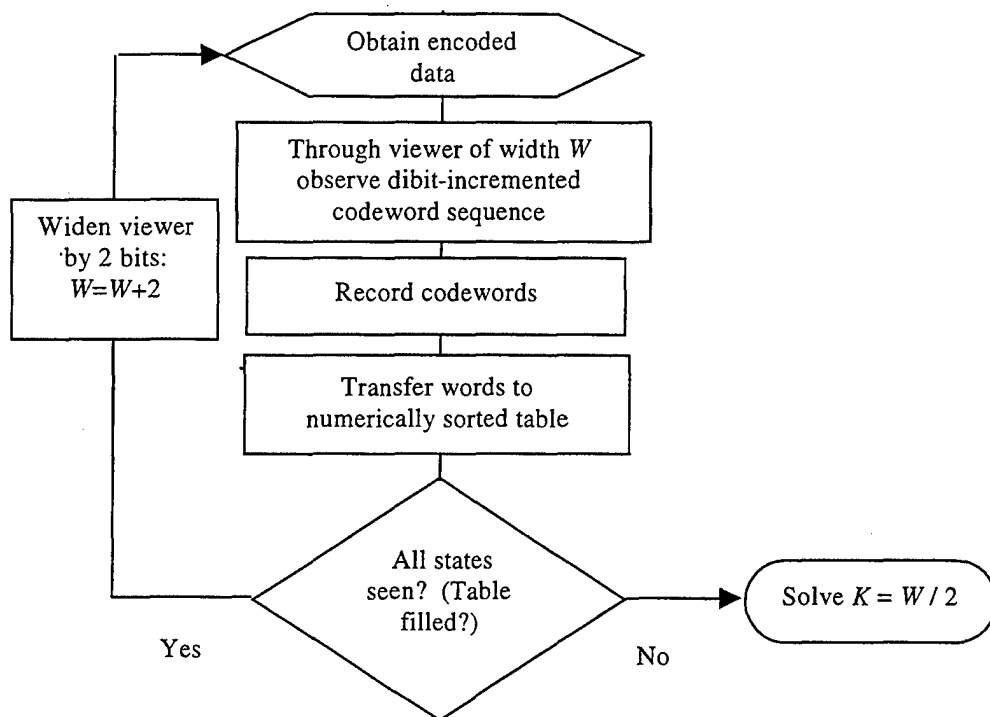 Obtain encoded
data
Through viewer of width W
observe dibit-incremented
codeword sequence
Widen viewer
by 2 bits:
W=W+2
Record codewords
Transfer words to
numerically sorted table
All states
seen? (Table
filled?)
Solve K = W / 2
Yes
No